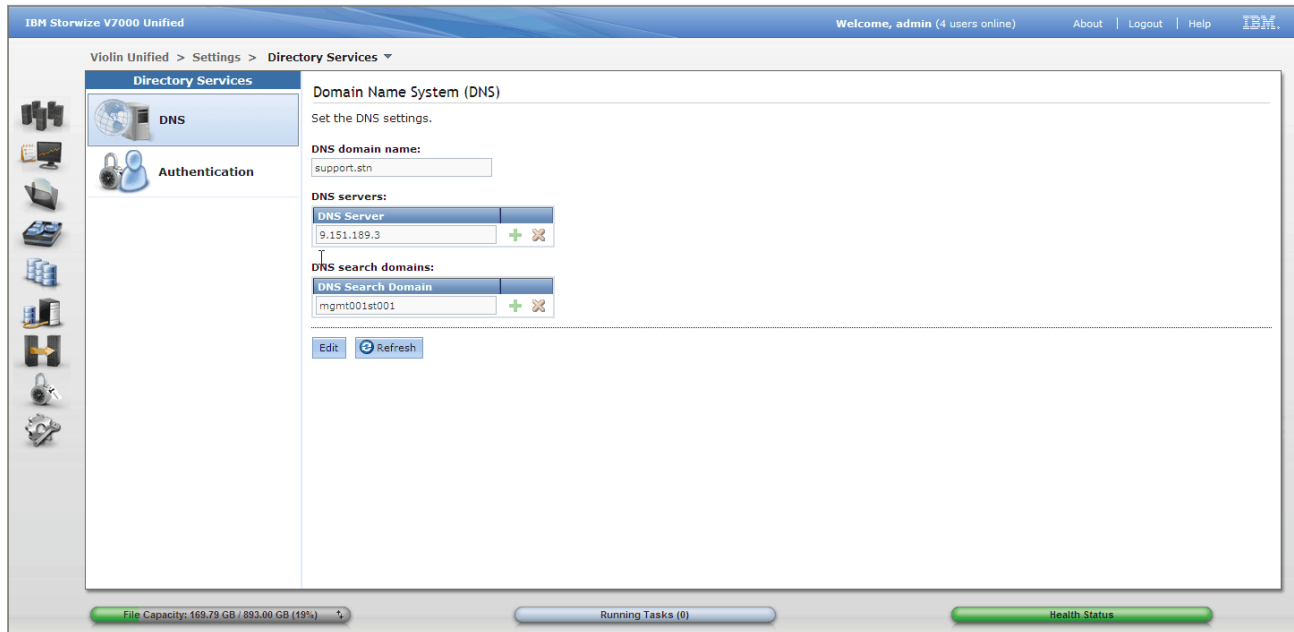 IBM Storwize V7000 Unified
Welcome, admin (4 users online) About | Logout | Help IBM.
Violin Unified > Settings > Directory Services
Directory Services
DNS
Authentication
Domain Name System (DNS)
Set the DNS settings.
DNS domain name:
support.stn
DNS servers:
DNS Server
9.151.189.3
DNS search domains:
DNS Search Domain
mgmt001st001
Edit Refresh
File Capacity: 169.79 GB / 893.00 GB (19%) Running Tasks (0) Health Status